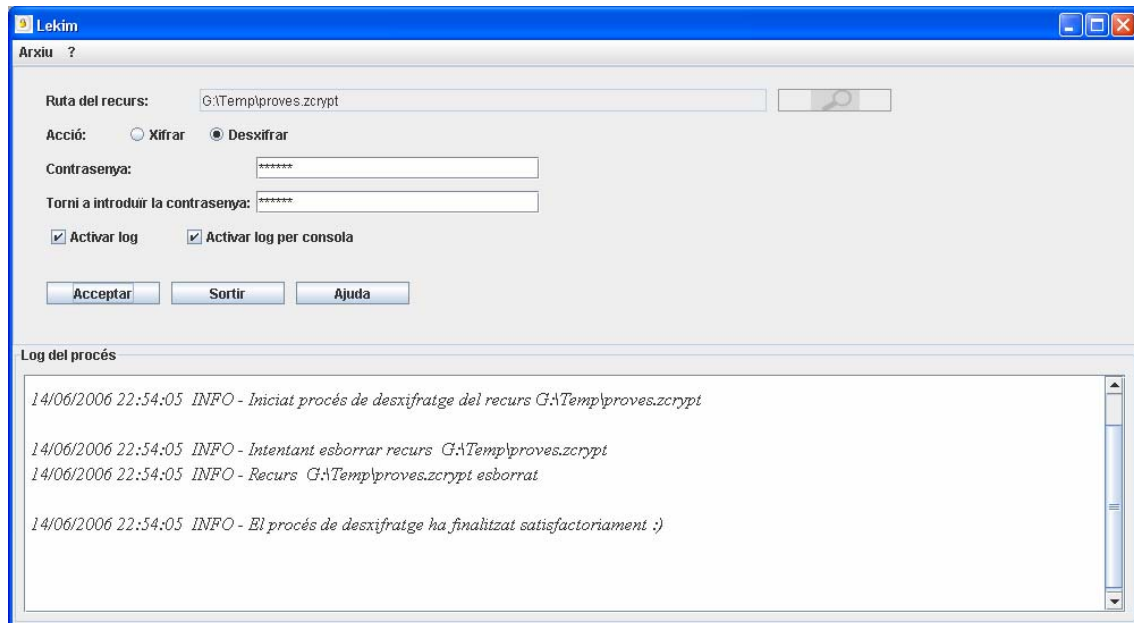 Lekim
Arxiu ?
Ruta del recurs: G:\Temp\proves.zcrypt
Acció: Xifrar Desxifrar
Contrasenya: ******
Torni a introduïr la contrasenya: ******
Activar log Activar log per consola
Acceptar Sortir Ajuda
Log del procés
14/06/2006 22:54:05 INFO - Iniciat procés de desxifratge del recurs G:\Temp\proves.zcrypt
14/06/2006 22:54:05 INFO - Intentant esborrar recurs G:\Temp\proves.zcrypt
14/06/2006 22:54:05 INFO - Recurs G:\Temp\proves.zcrypt esborrat
14/06/2006 22:54:05 INFO - El procés de desxifratge ha finalitzat satisfactoriament :)